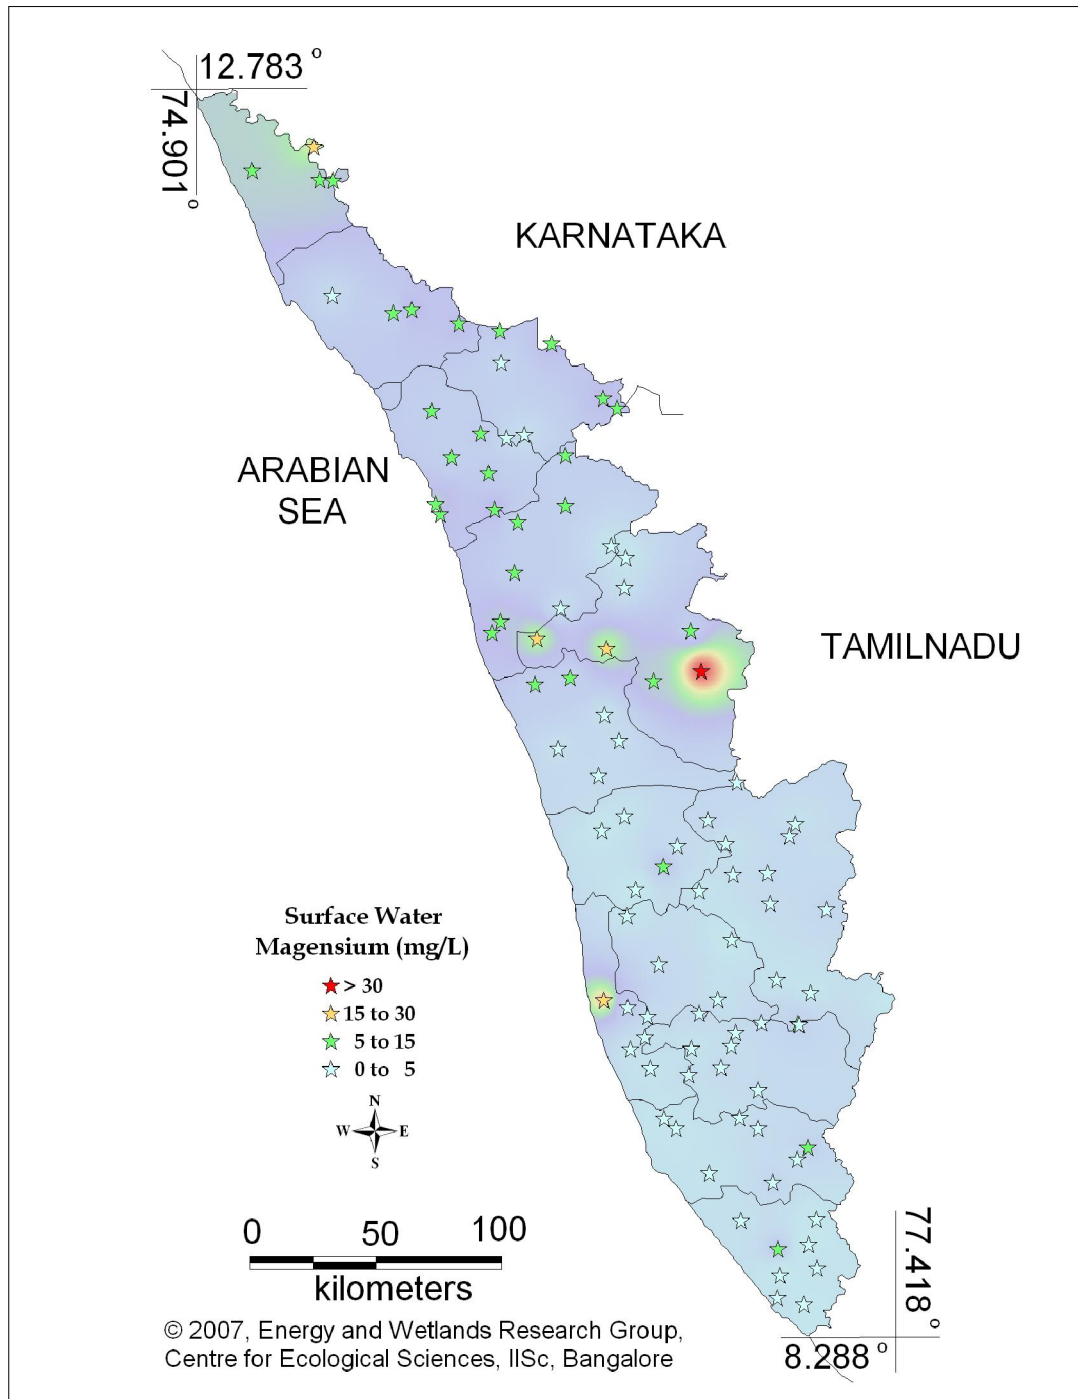 12.783 °
74.901 °
KARNATAKA
ARABIAN
SEA
TAMILNADU
Surface Water
Magensium (mg/L)
> 30
15 to 30
5 to 15
0 to 5
N
W E
S
0 50 100
kilometers
77.418 °
8.288 °
© 2007, Energy and Wetlands Research Group,
Centre for Ecological Sciences, IISc, Bangalore